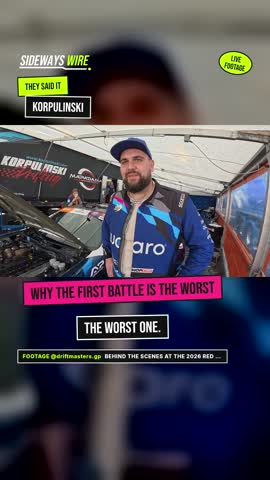 SIDEWAYS WIRE.
LIVE
FOOTAGE
THEY SAID IT
KORPULINSKI
KORPULINSKI
WHY THE FIRST BATTLE IS THE WORST
THE WORST ONE.
FOOTAGE @driftmasters.gp BEHIND THE SCENES AT THE 2026 RED ...